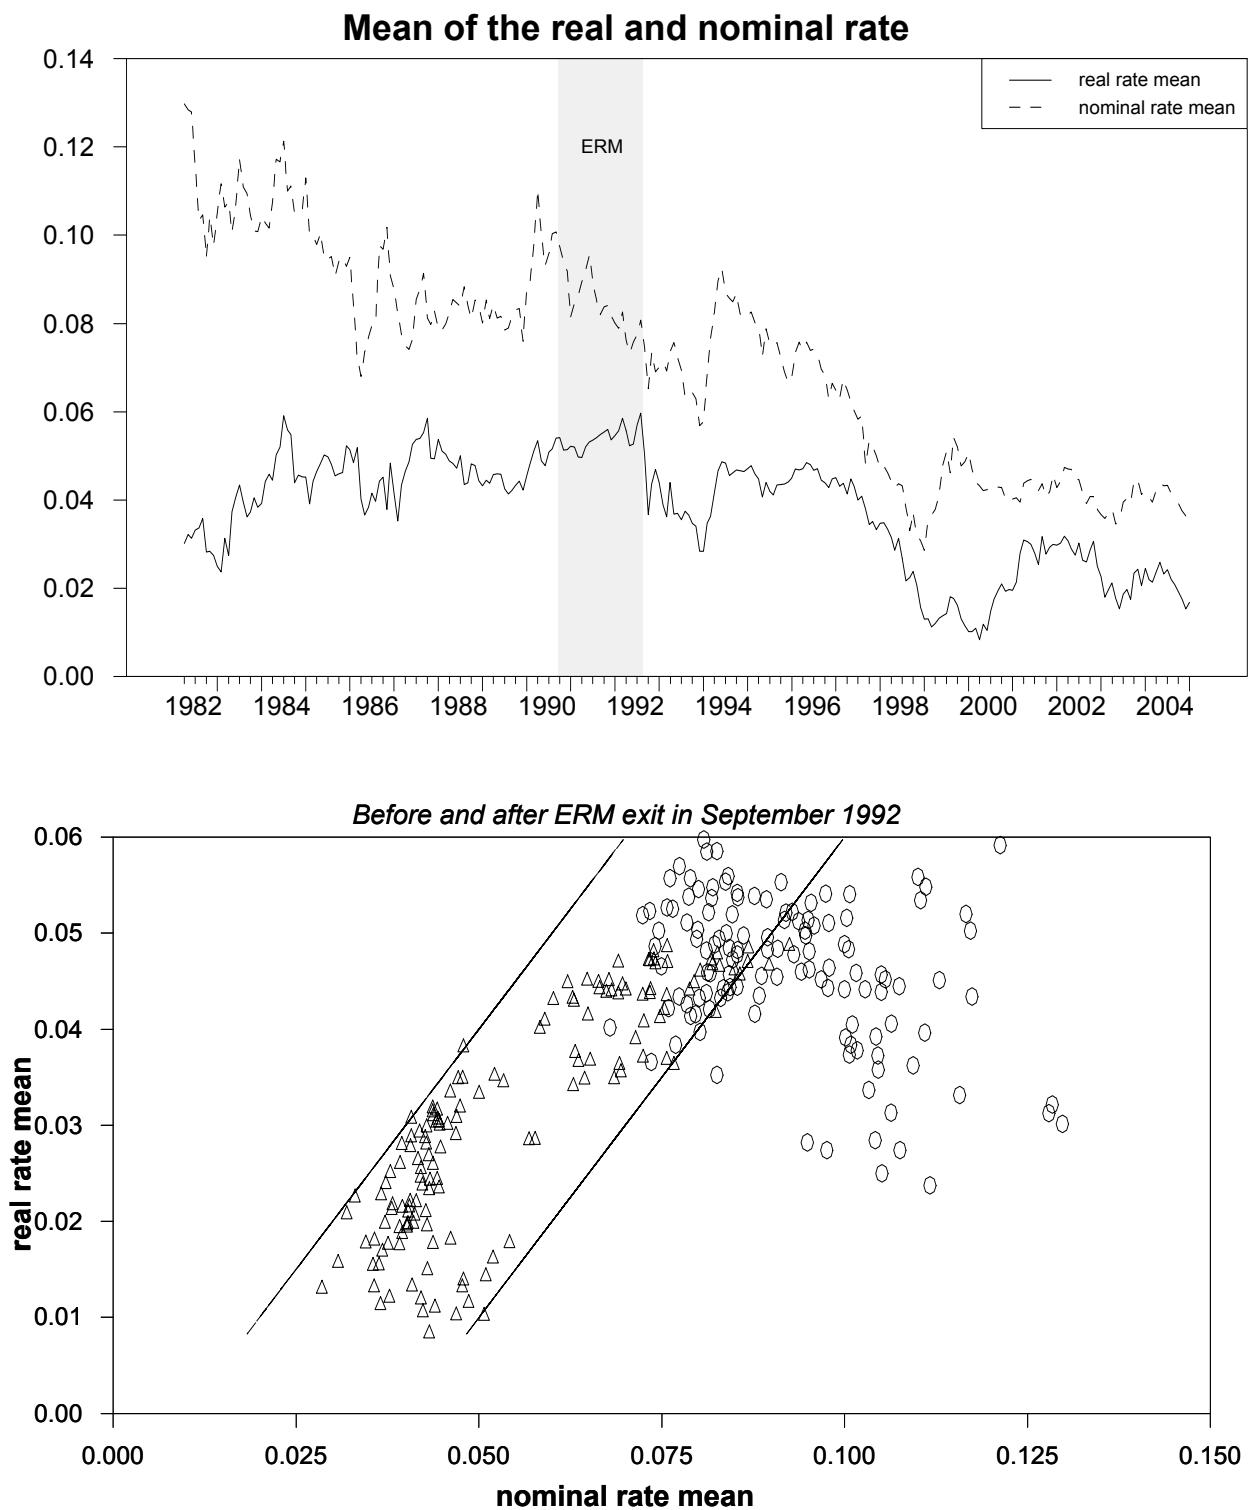 Mean of the real and nominal rate
0.14
0.12
0.10
0.08
0.06
0.04
0.02
0.00
real rate mean
nominal rate mean
ERM
1982 1984 1986 1988 1990 1992 1994 1996 1998 2000 2002 2004
Before and after ERM exit in September 1992
real rate mean
0.06
0.05
0.04
0.03
0.02
0.01
0.00
0.000 0.025 0.050 0.075 0.100 0.125 0.150
nominal rate mean